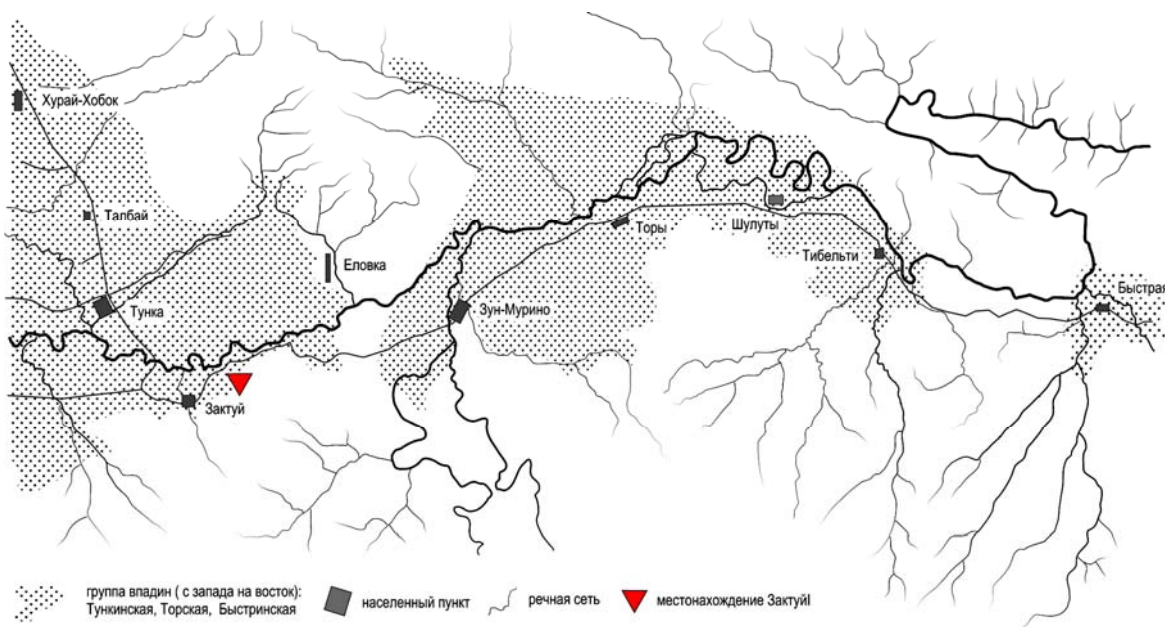 Хурай-Хобок
Талбай
Еловка
Тунка
Зактуй
Зун-Мурино
Торы
Шулуты
Тибельти
Быстрая
группа впадин ( с запада на восток):
Тункинская, Торская, Быстринская
населенный пункт
речная сеть
местонахождение ЗактуйI